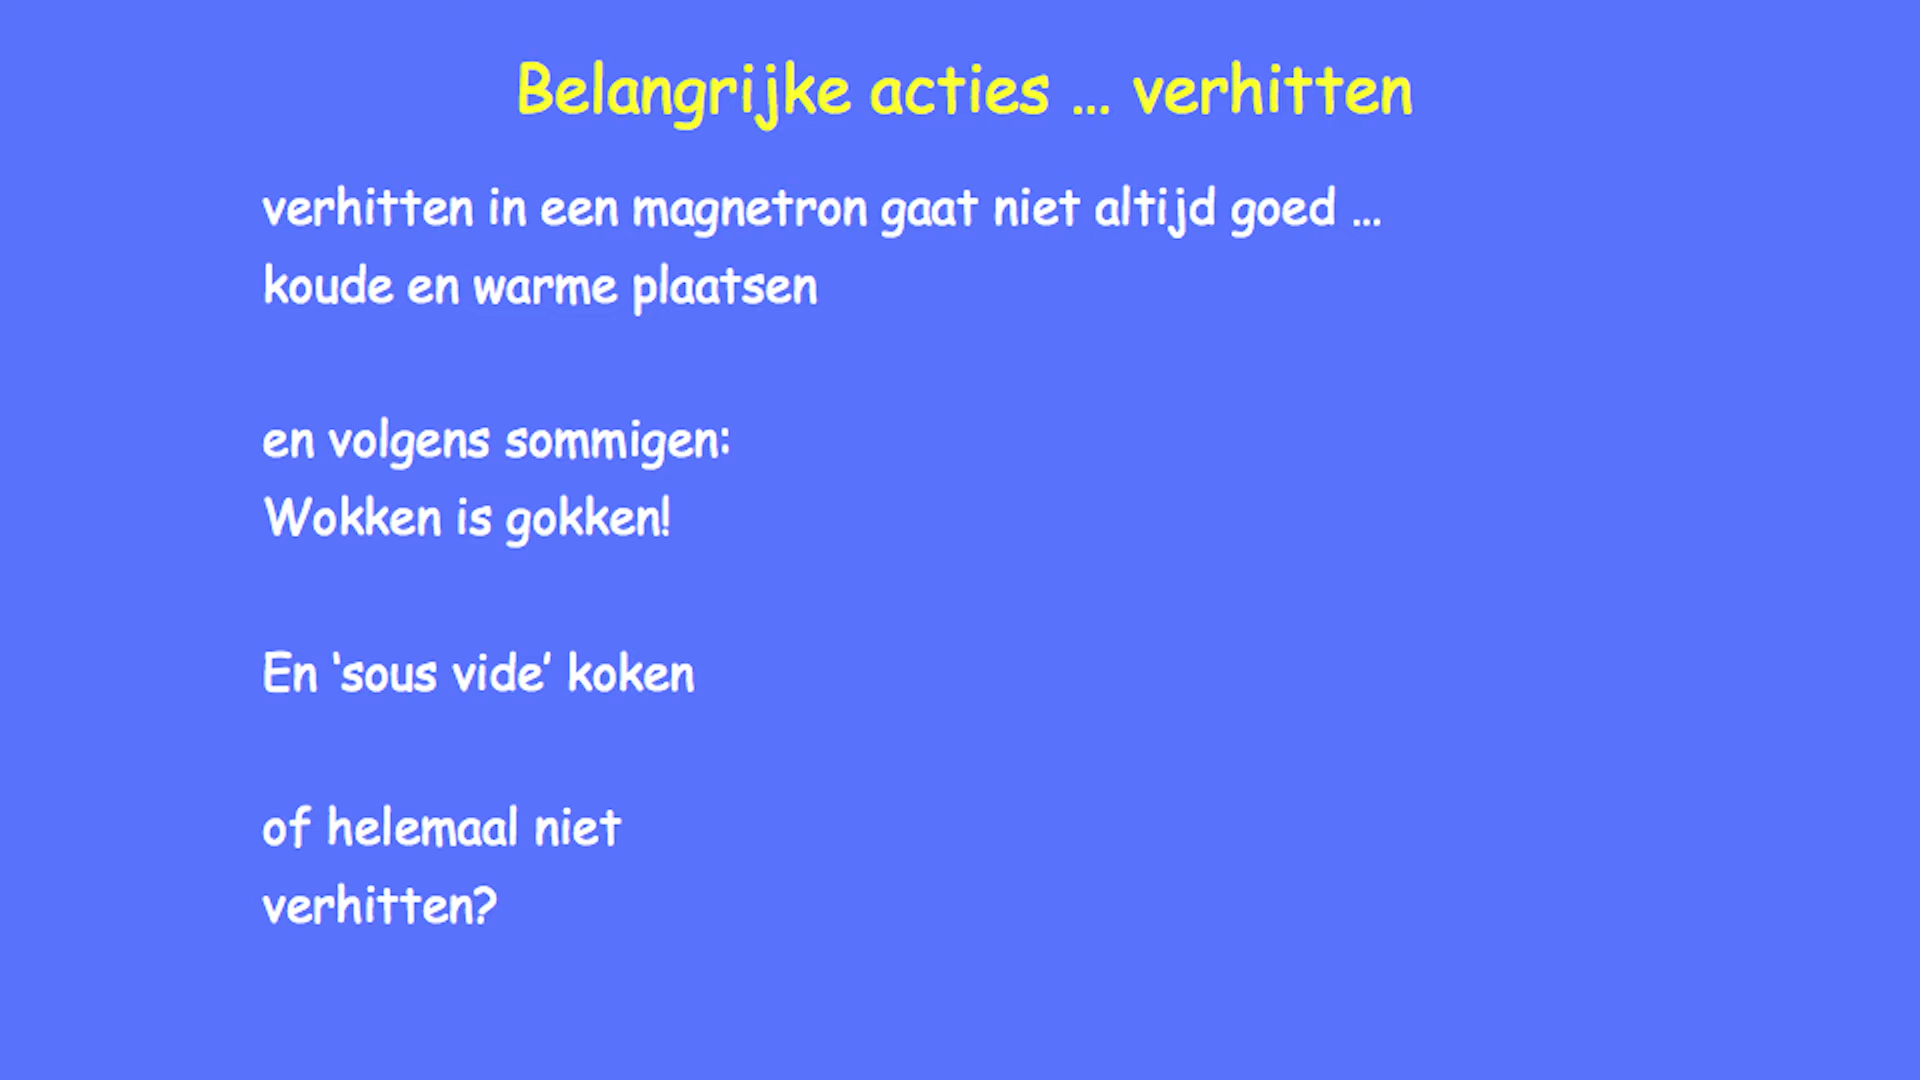 Belangrijke acties ... verhitten
verhitten in een magnetron gaat niet altijd goed ...
koude en warme plaatsen
en volgens sommigen:
Wokken is gokken!
En ‘sous vide’ koken
of helemaal niet
verhitten?